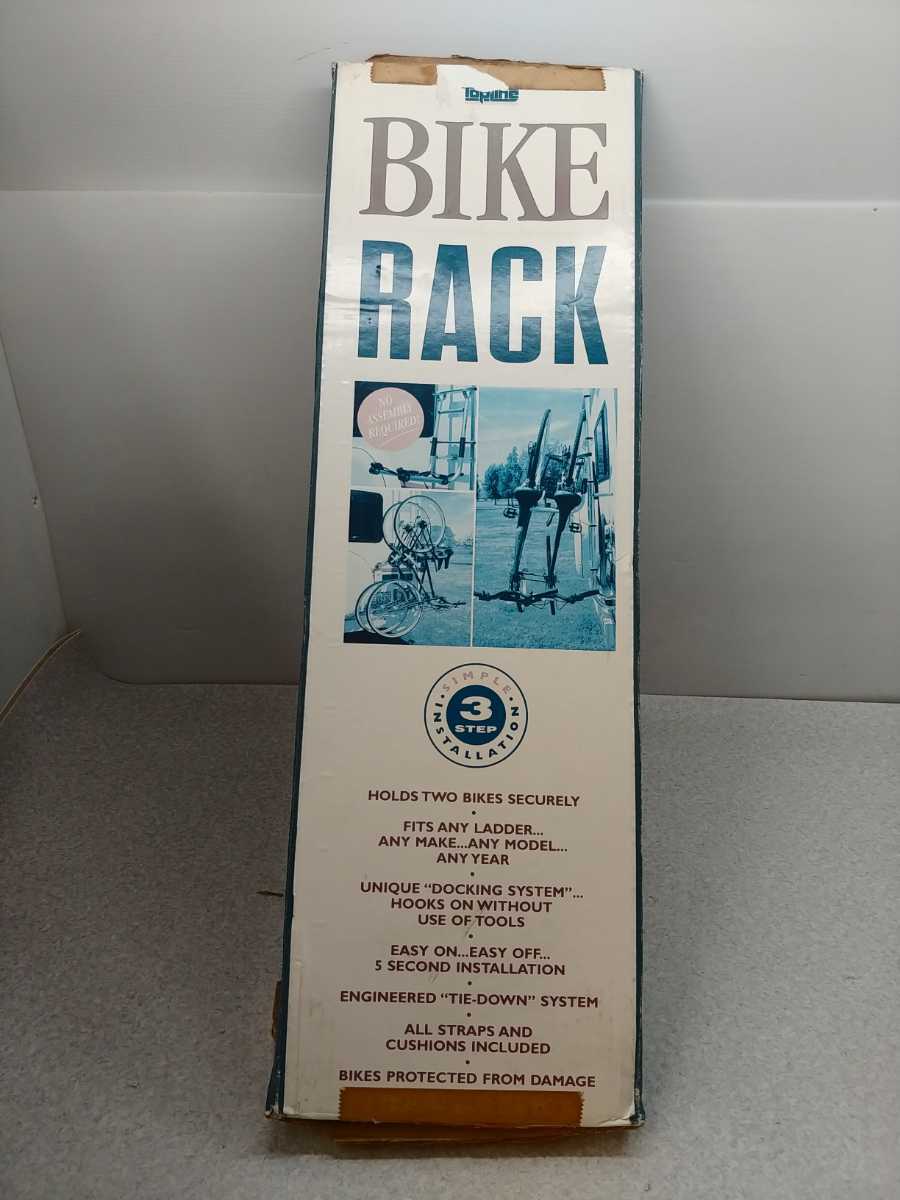 Topline
BIKE
RACK
NO
ASSEMBLY
REQUIRED!
SIMPLE
3
STEP
INSTALLATION
HOLDS TWO BIKES SECURELY
•
FITS ANY LADDER...
ANY MAKE...ANY MODEL...
ANY YEAR
•
UNIQUE “DOCKING SYSTEM”...
HOOKS ON WITHOUT
USE OF TOOLS
•
EASY ON...EASY OFF...
5 SECOND INSTALLATION
•
ENGINEERED “TIE-DOWN” SYSTEM
•
ALL STRAPS AND
CUSHIONS INCLUDED
•
BIKES PROTECTED FROM DAMAGE